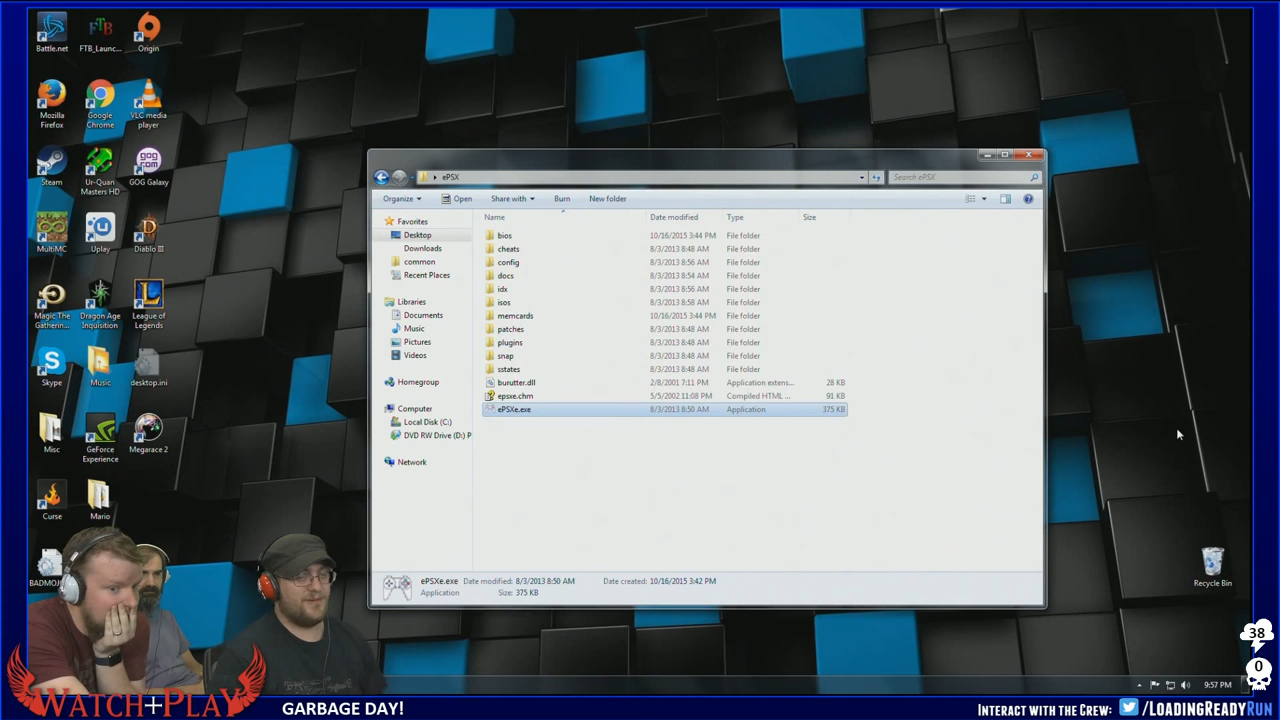 Battle.net
FTB_Launc...
Origin
Mozilla Firefox
Google Chrome
VLC media player
Steam
Ur-Quan Masters HD
GOG Galaxy
MultiMC
Uplay
Diablo III
Magic The Gatherin...
Dragon Age Inquisition
League of Legends
Skype
Music
desktop.ini
Misc
GeForce Experience
Megarace 2
Curse
Mario
Recycle Bin
ePSX
Search ePSX
Organize
Open
Share with
Burn
New folder
Favorites
Desktop
Downloads
common
Recent Places
Libraries
Documents
Music
Pictures
Videos
Homegroup
Computer
Local Disk (C:)
DVD RW Drive (D:) P
Network
Name Date modified Type Size
bios 10/16/2015 3:44 PM File folder
cheats 8/3/2013 8:48 AM File folder
config 8/3/2013 8:56 AM File folder
docs 8/3/2013 8:54 AM File folder
idx 8/3/2013 8:56 AM File folder
isos 8/3/2013 8:58 AM File folder
memcards 10/16/2015 3:44 PM File folder
patches 8/3/2013 8:48 AM File folder
plugins 8/3/2013 8:48 AM File folder
snap 8/3/2013 8:48 AM File folder
sstates 8/3/2013 8:48 AM File folder
burutter.dll 2/8/2001 7:11 PM Application extens... 28 KB
epsxe.chm 5/5/2002 11:08 PM Compiled HTML ... 91 KB
ePSXe.exe 8/3/2013 8:50 AM Application 375 KB
ePSXe.exe Date modified: 8/3/2013 8:50 AM Date created: 10/16/2015 3:42 PM
Application Size: 375 KB
38
0
9:57 PM
WATCH+PLAY
GARBAGE DAY!
INTERACT WITH THE CREW: /LOADINGREADYRUN